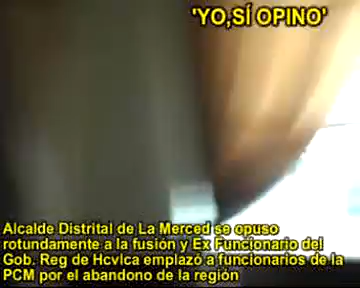 'YO,SÍ OPINO'
Alcalde Distrital de La Merced se opuso
rotundamente a la fusión y Ex Funcionario del
Gob. Reg de Hcvlca emplazó a funcionarios de la
PCM por el abandono de la región